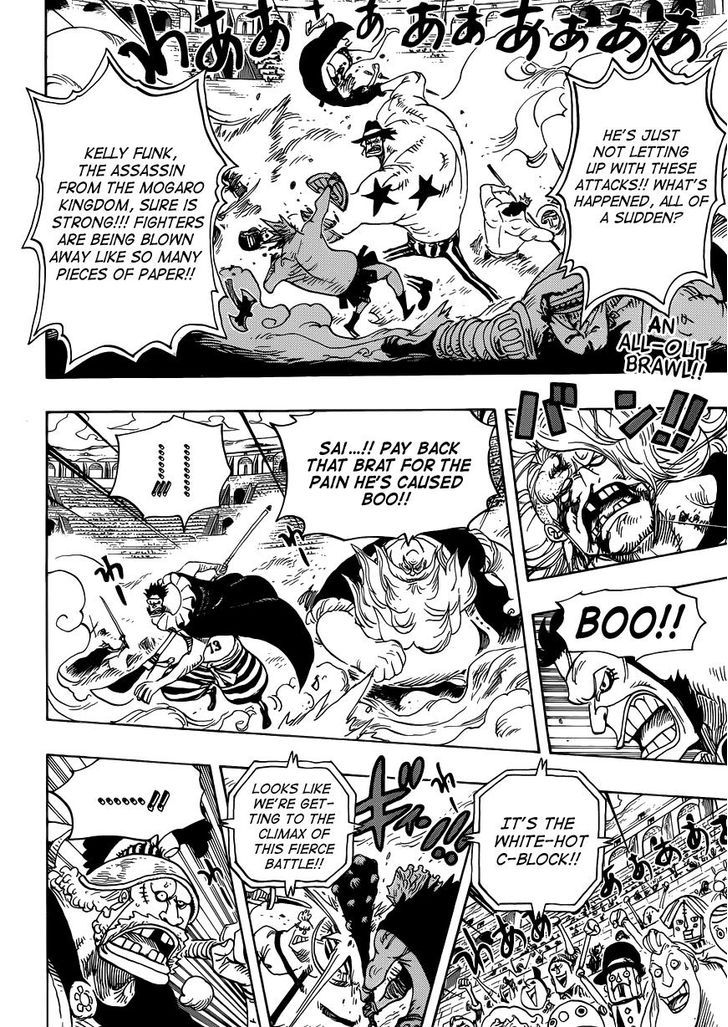 わあああああああああ
HE'S JUST
NOT LETTING
UP WITH THESE
ATTACKS!! WHAT'S
HAPPENED, ALL OF
A SUDDEN?
KELLY FUNK,
THE ASSASSIN
FROM THE MOGARO
KINGDOM, SURE IS
STRONG!!! FIGHTERS
ARE BEING BLOWN
AWAY LIKE SO MANY
PIECES OF PAPER!!
AN
ALL-OUT
BRAWL!!
バーン!!
BOO!!
SAI...!! PAY BACK
THAT BRAT FOR THE
PAIN HE'S CAUSED
BOO!!
13
IT'S THE
WHITE-HOT
C-BLOCK!!
LOOKS LIKE
WE'RE GET-
TING TO THE
CLIMAX OF
THIS FIERCE
BATTLE!!
........!!